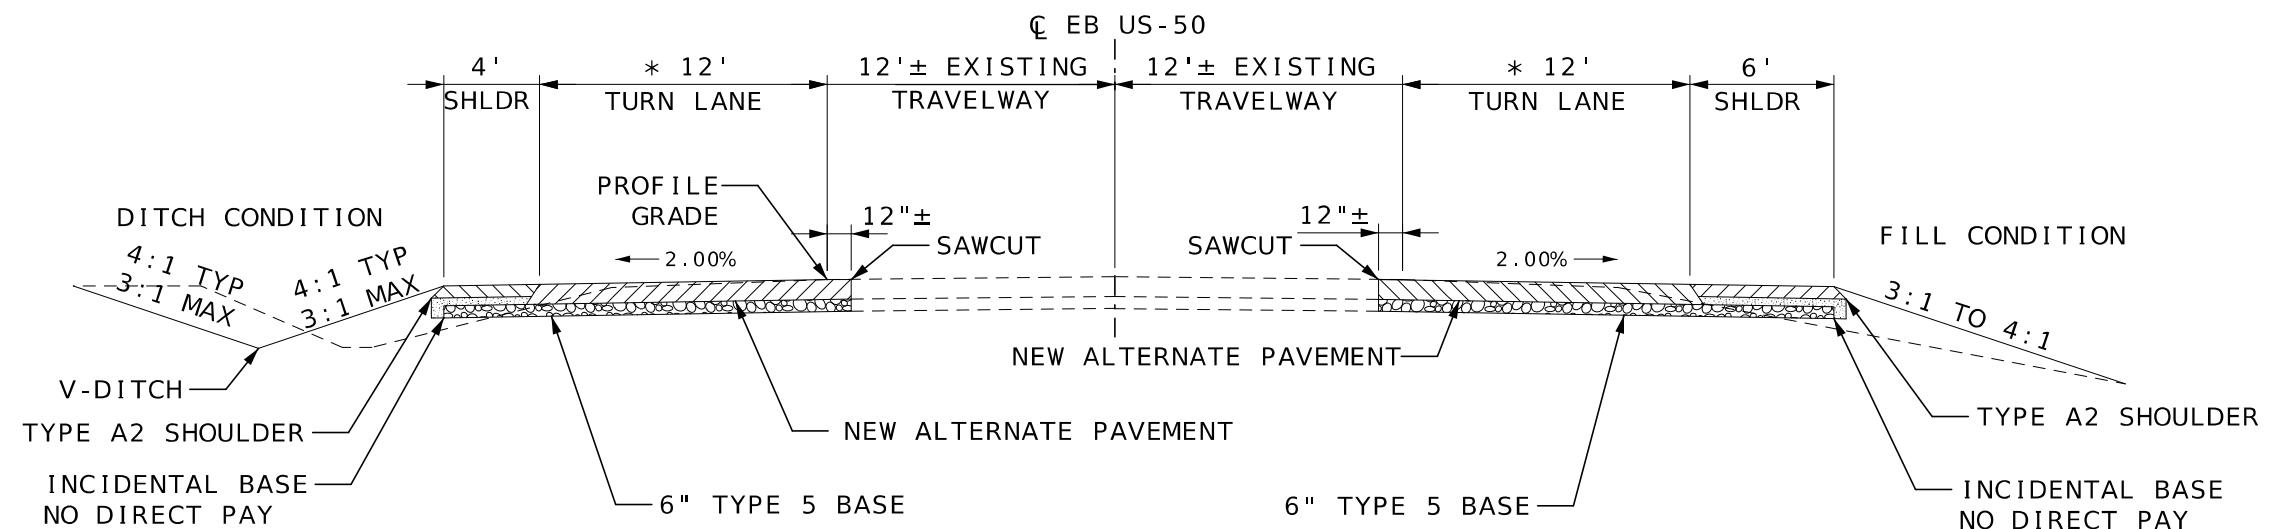 ℄ EB US-50
4'
* 12'
12'± EXISTING
12'± EXISTING
* 12'
6'
SHLDR
TURN LANE
TRAVELWAY
TRAVELWAY
TURN LANE
SHLDR
PROFILE
GRADE
DITCH CONDITION
12"±
12"±
FILL CONDITION
SAWCUT
SAWCUT
4:1 TYP
3:1 MAX
4:1 TYP
3:1 MAX
2.00%
2.00%
3:1 TO 4:1
NEW ALTERNATE PAVEMENT
V-DITCH
TYPE A2 SHOULDER
NEW ALTERNATE PAVEMENT
TYPE A2 SHOULDER
INCIDENTAL BASE
NO DIRECT PAY
6" TYPE 5 BASE
6" TYPE 5 BASE
INCIDENTAL BASE
NO DIRECT PAY